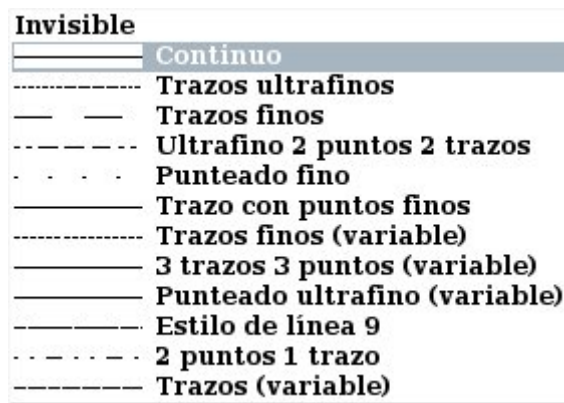 Invisible
Continuo
Trazos ultrafinos
Trazos finos
Ultrafino 2 puntos 2 trazos
Punteado fino
Trazo con puntos finos
Trazos finos (variable)
3 trazos 3 puntos (variable)
Punteado ultrafino (variable)
Estilo de línea 9
2 puntos 1 trazo
Trazos (variable)